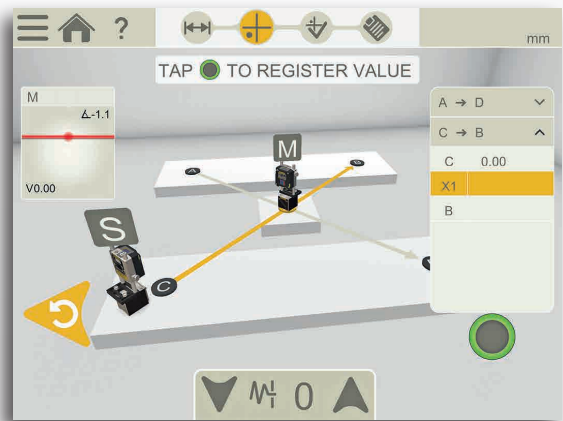 ?
mm
TAP TO REGISTER VALUE
M
∡-1.1
V0.00
A → D
C → B
C 0.00
X1
B
M
A
B
S
C
0